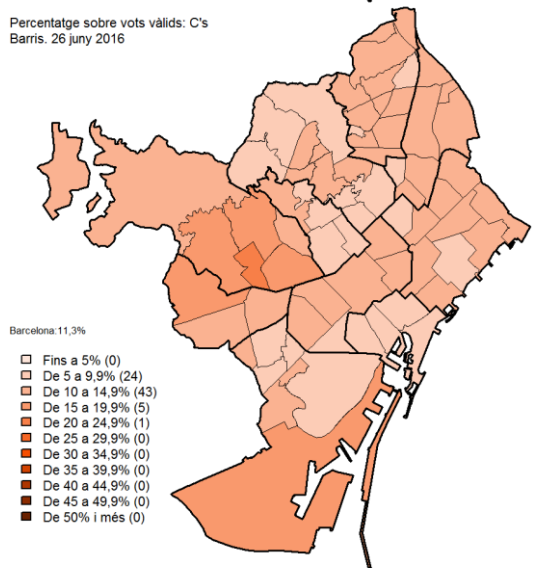 Percentatge sobre vots vàlids: C's
Barris. 26 juny 2016
Barcelona:11,3%
Fins a 5% (0)
De 5 a 9,9% (24)
De 10 a 14,9% (43)
De 15 a 19,9% (5)
De 20 a 24,9% (1)
De 25 a 29,9% (0)
De 30 a 34,9% (0)
De 35 a 39,9% (0)
De 40 a 44,9% (0)
De 45 a 49,9% (0)
De 50% i més (0)